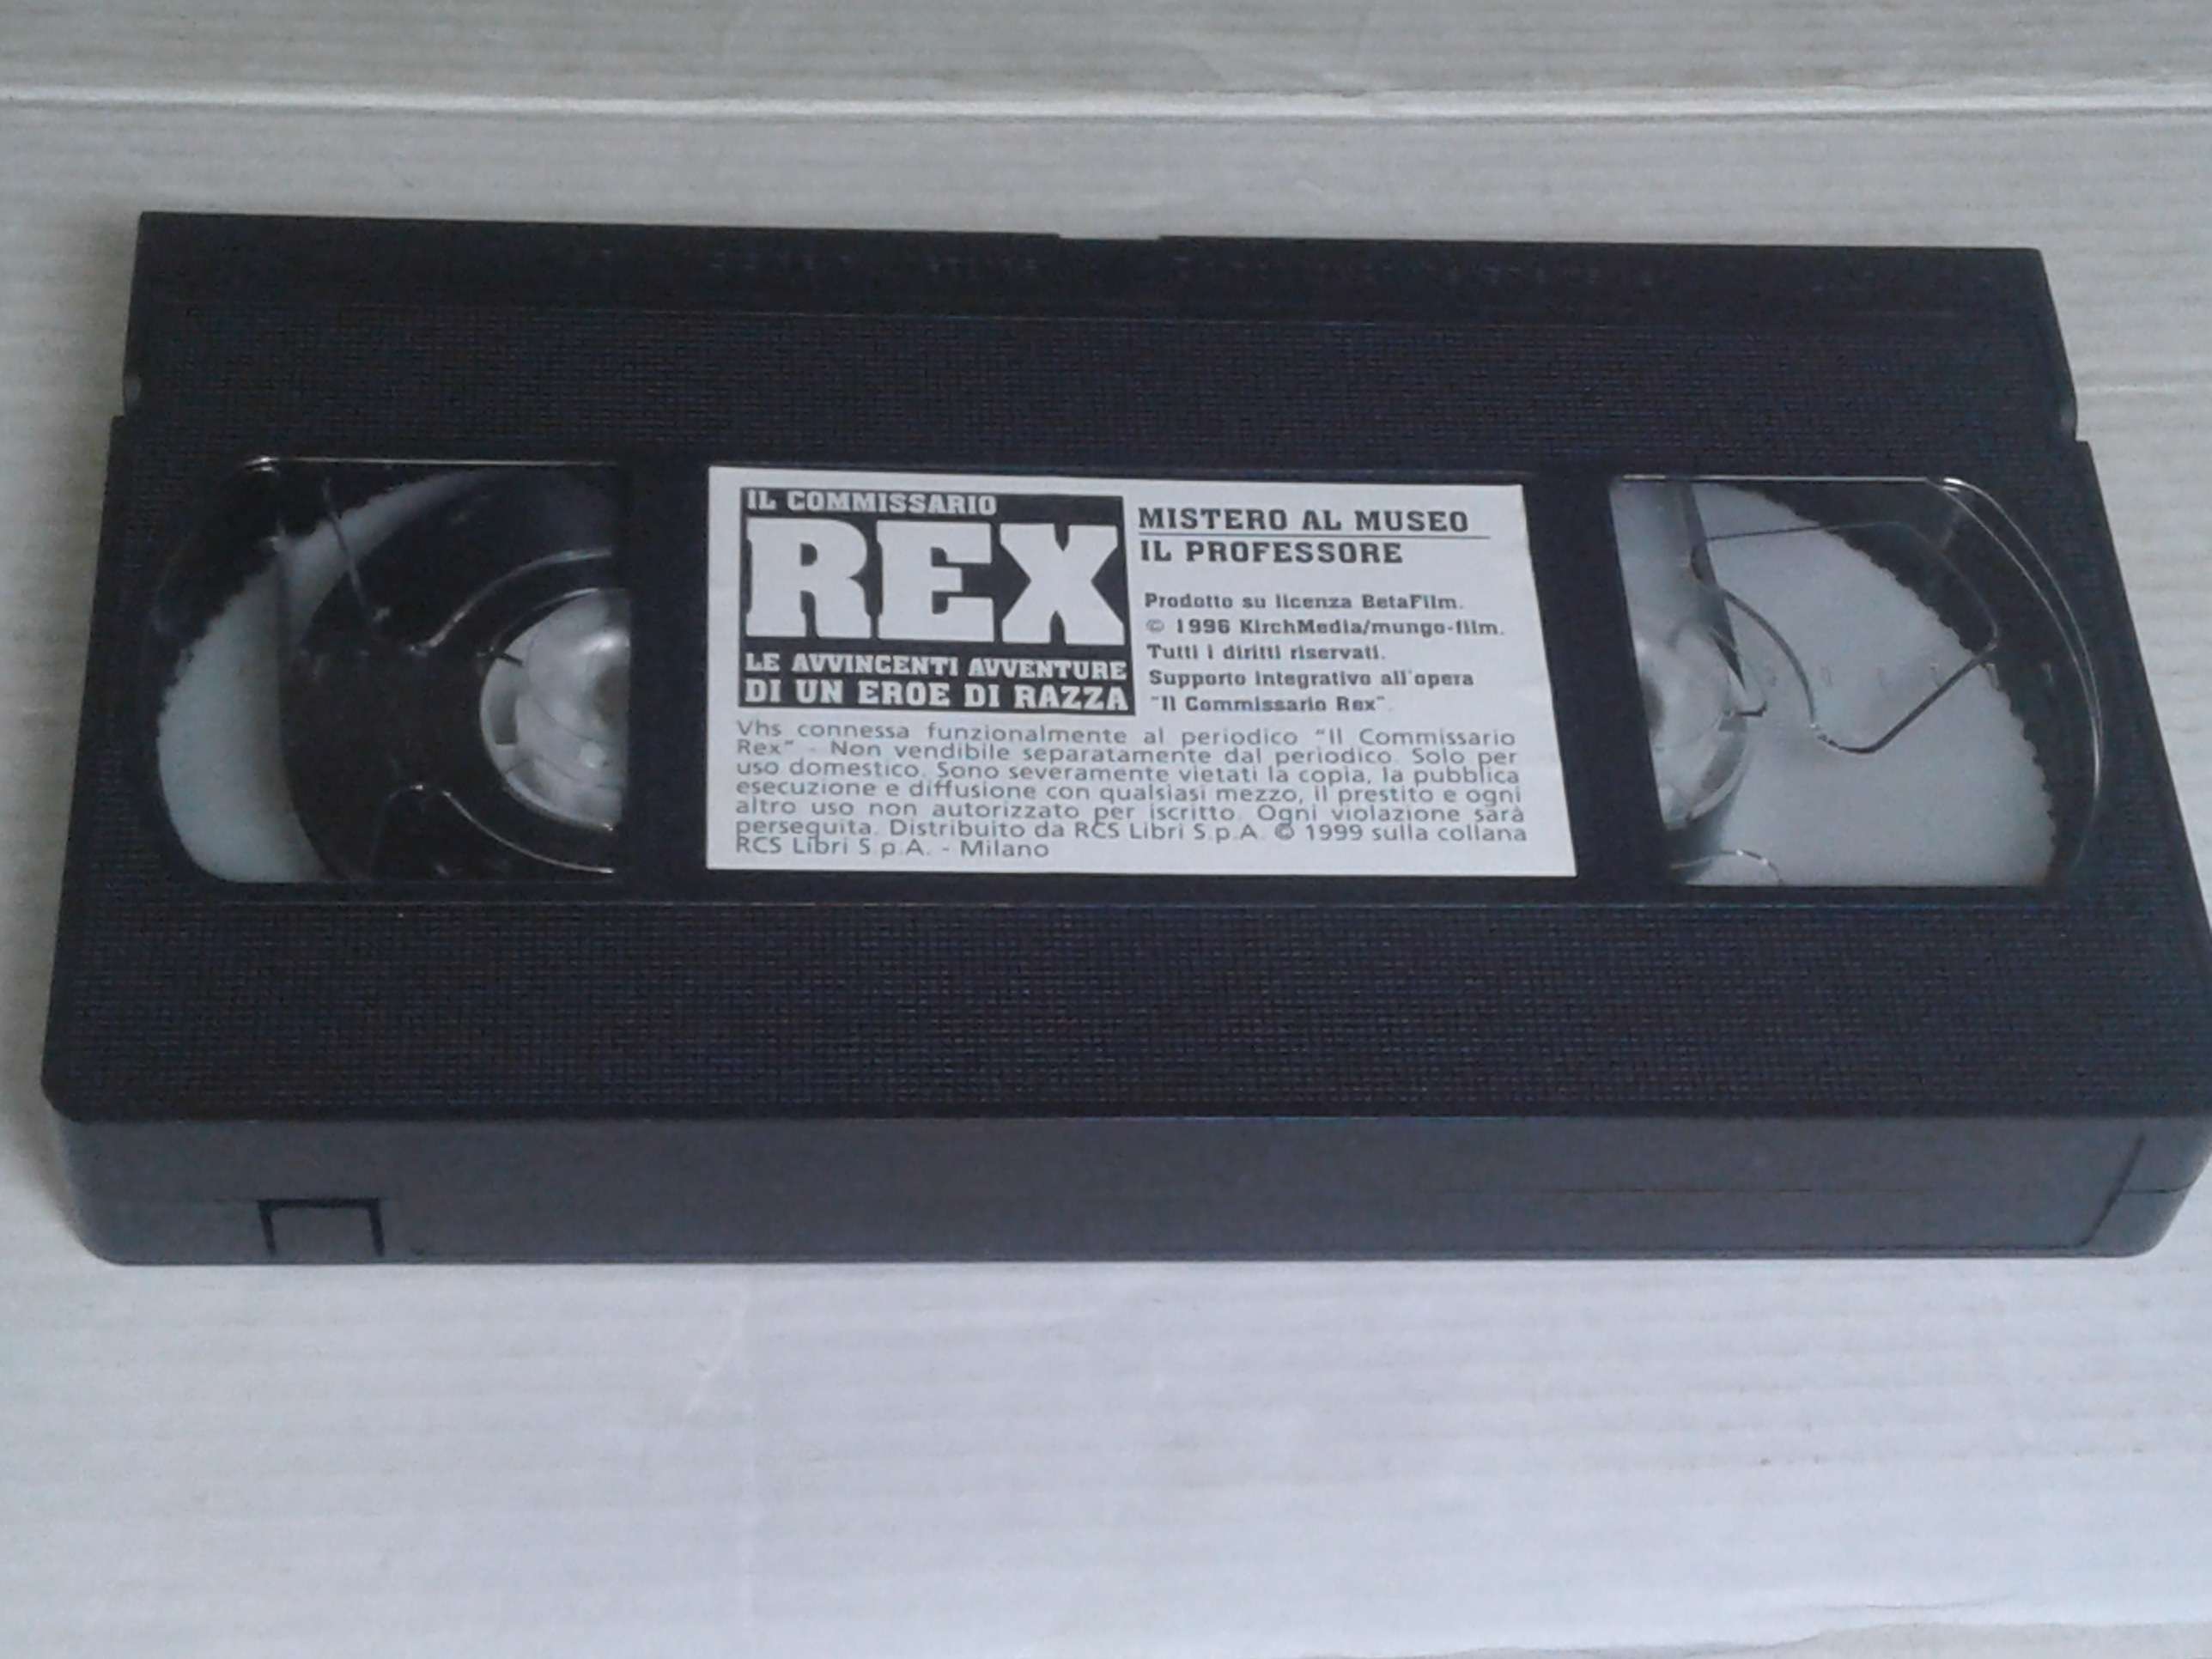 IL COMMISSARIO
REX
LE AVVINCENTI AVVENTURE
DI UN EROE DI RAZZA
MISTERO AL MUSEO
IL PROFESSORE
Prodotto su licenza BetaFilm.
© 1996 KirchMedia/mungo-film.
Tutti i diritti riservati.
Supporto integrativo all'opera
"Il Commissario Rex".
Vhs connessa funzionalmente al periodico "Il Commissario
Rex" - Non vendibile separatamente dal periodico. Solo per
uso domestico. Sono severamente vietati la copia, la pubblica
esecuzione e diffusione con qualsiasi mezzo, il prestito e ogni
altro uso non autorizzato per iscritto. Ogni violazione sarà
perseguita. Distribuito da RCS Libri S.p.A. © 1999 sulla collana
RCS Libri S.p.A. - Milano